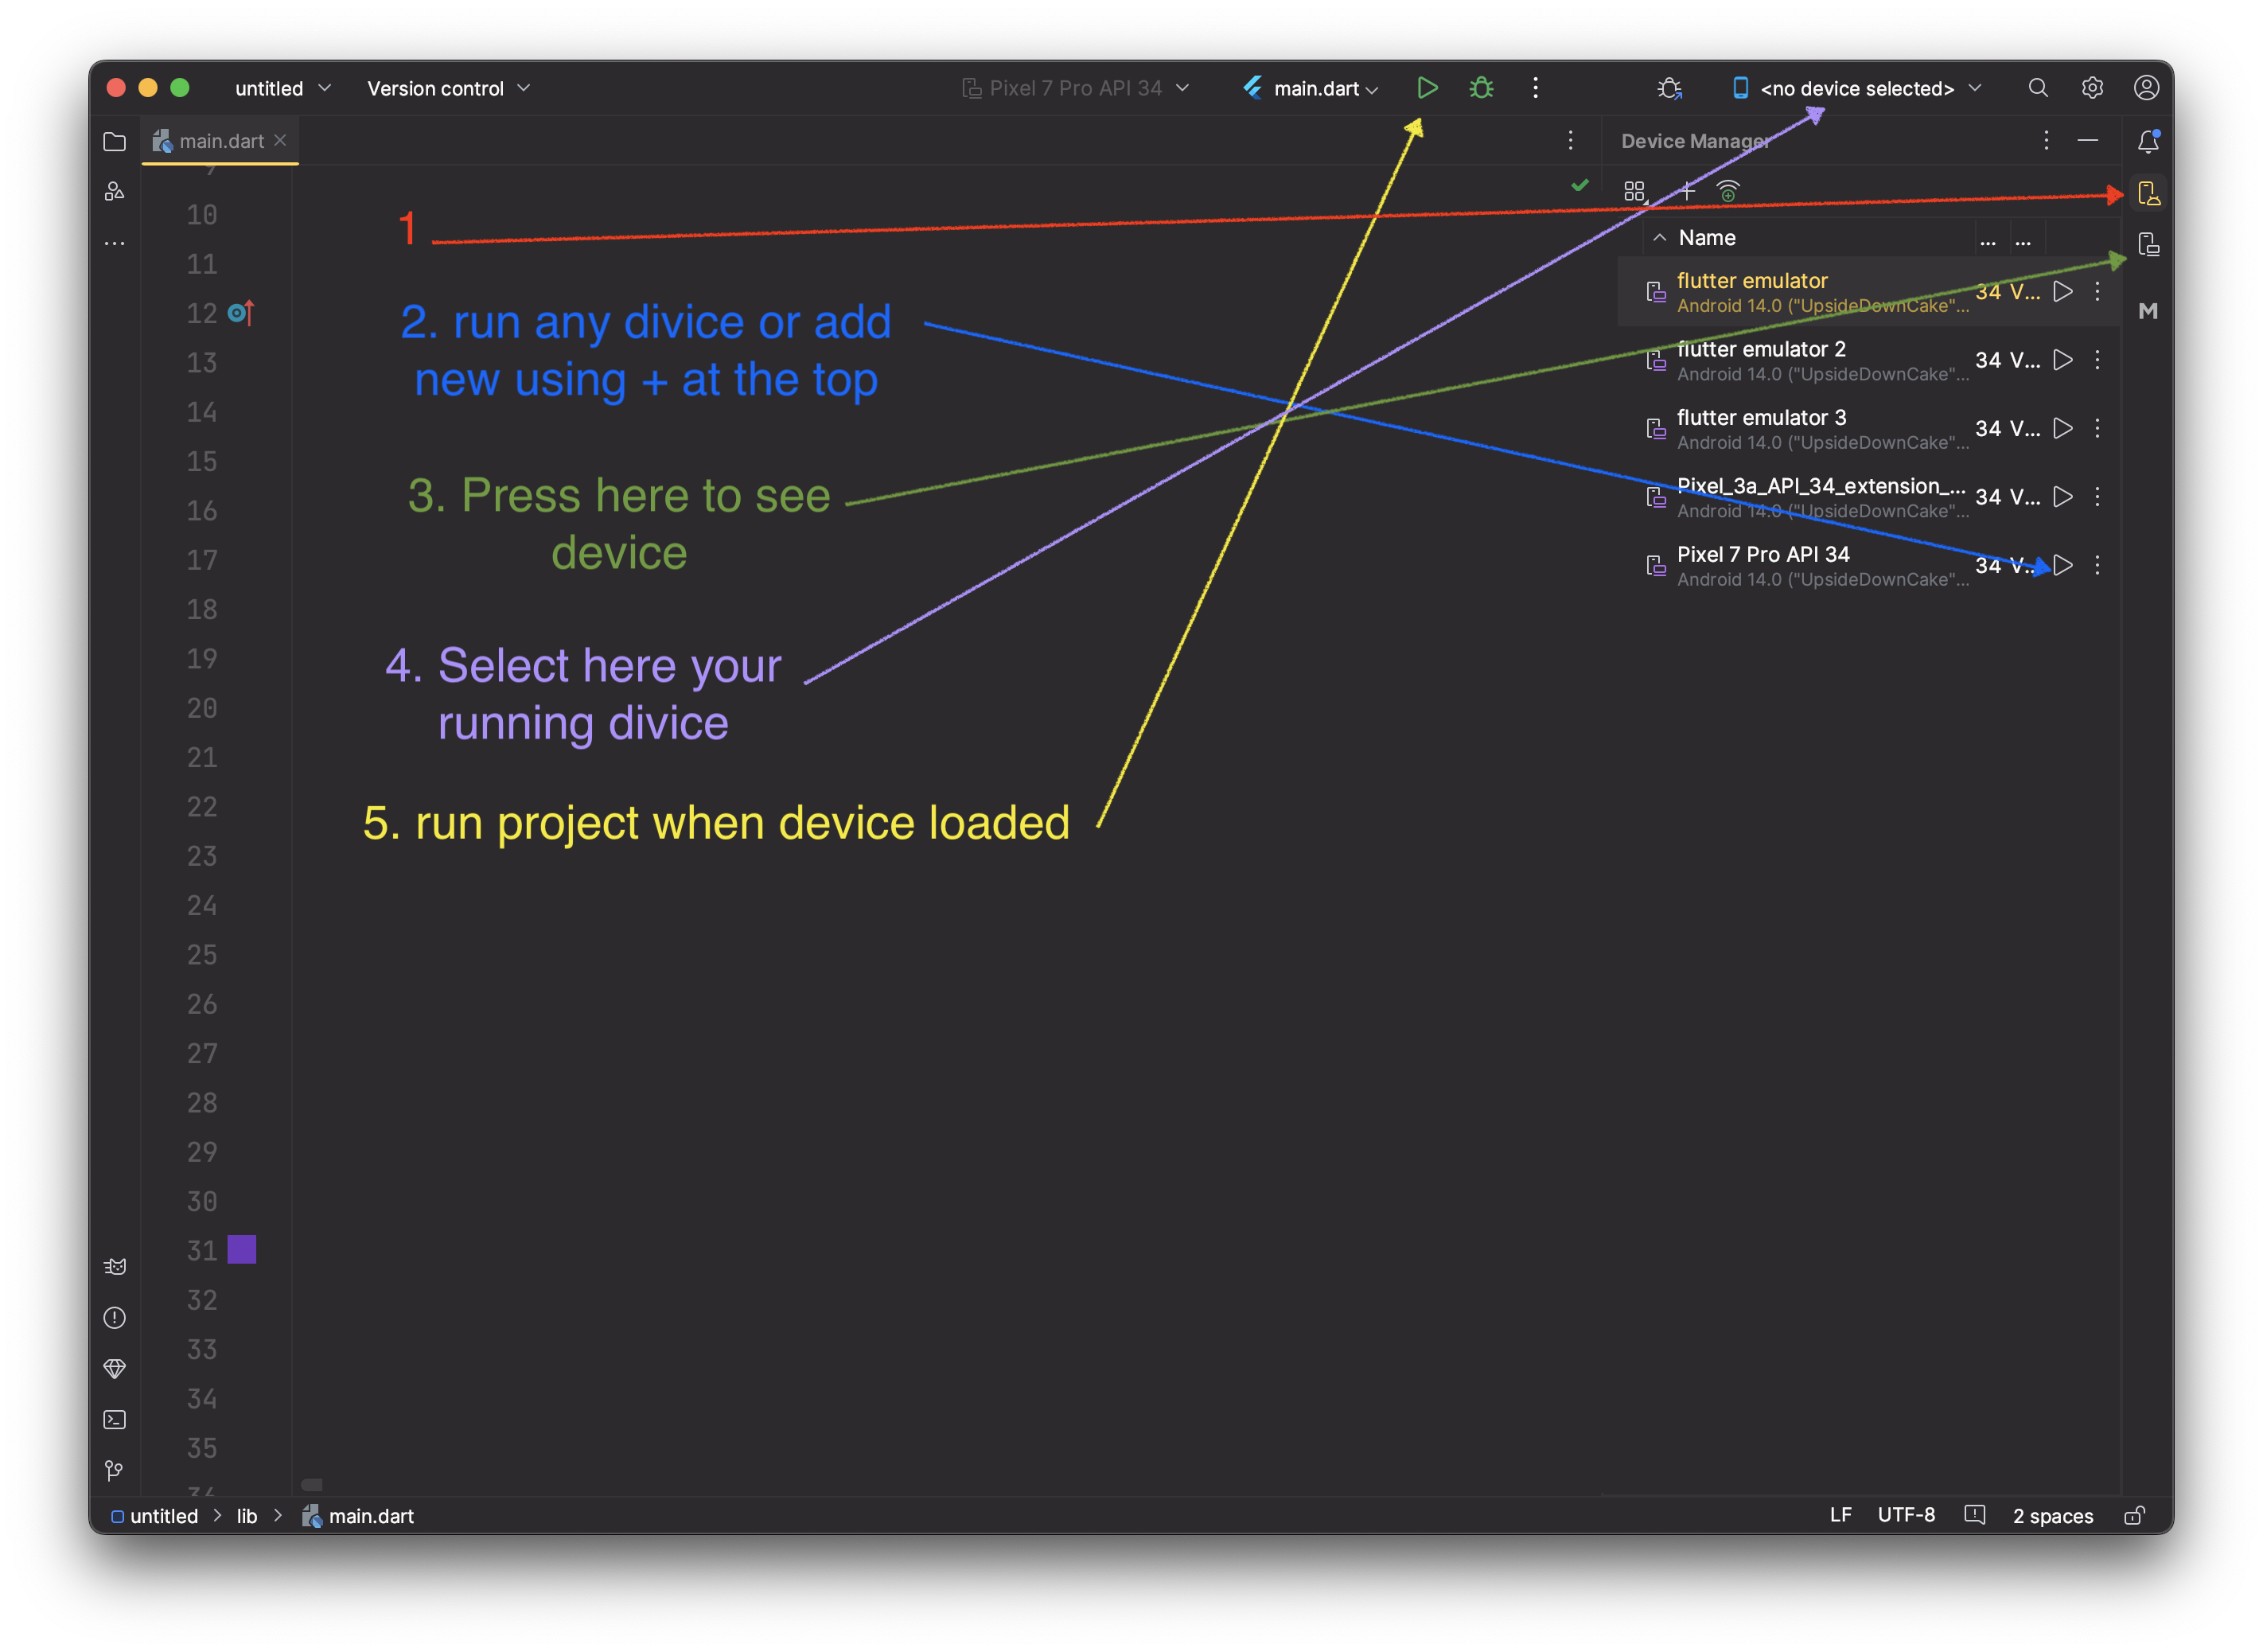 untitled Version control Pixel 7 Pro API 34 main.dart <no device selected>
main.dart
Device Manager
9
10
11
12
13
14
15
16
17
18
19
20
21
22
23
24
25
26
27
28
29
30
31
32
33
34
35
36
1
2. run any divice or add
new using + at the top
3. Press here to see
device
4. Select here your
running divice
5. run project when device loaded
Name ... ...
flutter emulator 34 V...
Android 14.0 ("UpsideDownCake"...
flutter emulator 2 34 V...
Android 14.0 ("UpsideDownCake"...
flutter emulator 3 34 V...
Android 14.0 ("UpsideDownCake"...
Pixel_3a_API_34_extension_... 34 V...
Android 14.0 ("UpsideDownCake"...
Pixel 7 Pro API 34 34 V...
Android 14.0 ("UpsideDownCake"...
M
untitled > lib > main.dart LF UTF-8 2 spaces